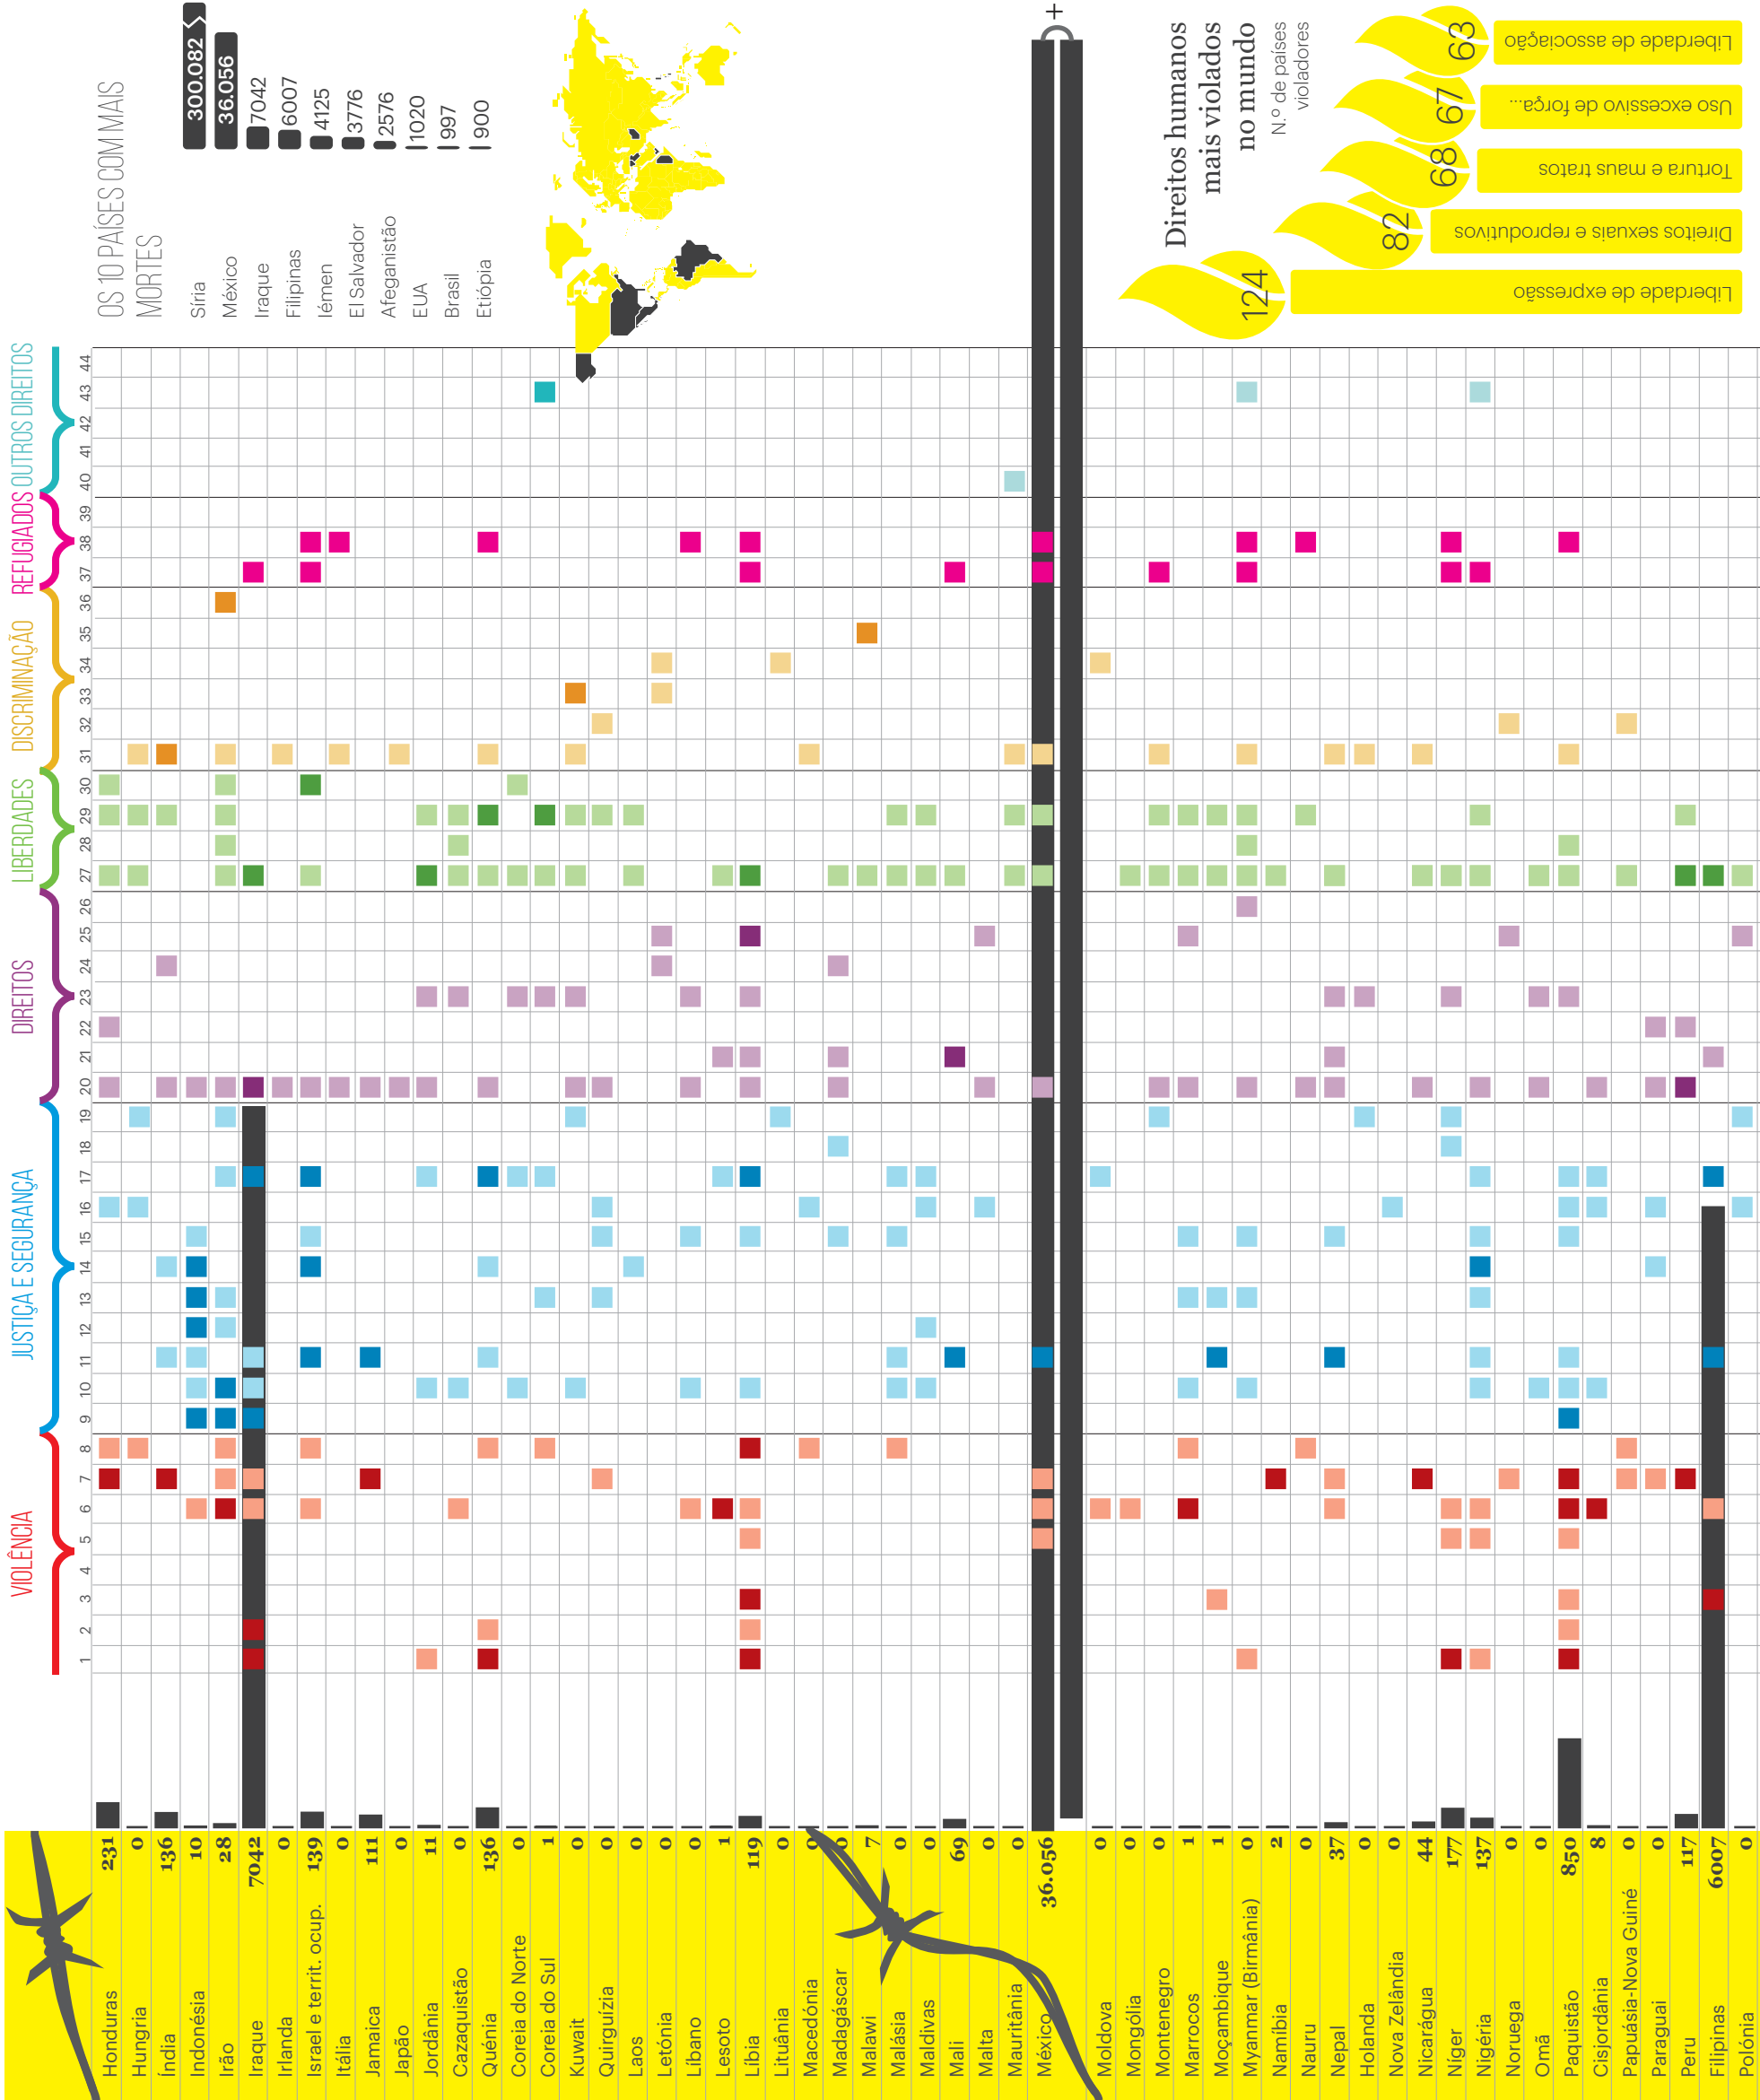 VIOLÊNCIA
JUSTIÇA E SEGURANÇA
DIREITOS
LIBERDADES
DISCRIMINAÇÃO
REFUGIADOS
OUTROS DIREITOS
1 2 3 4 5 6 7 8 9 10 11 12 13 14 15 16 17 18 19 20 21 22 23 24 25 26 27 28 29 30 31 32 33 34 35 36 37 38 39 40 41 42 43 44
Honduras 231
Hungria 0
Índia 136
Indonésia 10
Irão 28
Iraque 7042
Irlanda 0
Israel e territ. ocup. 139
Itália 0
Jamaica 111
Japão 0
Jordânia 11
Cazaquistão 0
Quénia 136
Coreia do Norte 0
Coreia do Sul 1
Kuwait 0
Quirguízia 0
Laos 0
Letónia 0
Líbano 0
Lesoto 1
Líbia 119
Lituânia 0
Macedónia 0
Madagáscar 0
Malawi 7
Malásia 0
Maldivas 0
Mali 69
Malta 0
Mauritânia 0
México 36.056
+
Moldova 0
Mongólia 0
Montenegro 0
Marrocos 1
Moçambique 1
Myanmar (Birmânia) 0
Namíbia 2
Nauru 0
Nepal 37
Holanda 0
Nova Zelândia 0
Nicarágua 44
Níger 177
Nigéria 137
Noruega 0
Omã 0
Paquistão 850
Cisjordânia 8
Papuásia-Nova Guiné 0
Paraguai 0
Peru 117
Filipinas 6007
Polónia 0
OS 10 PAÍSES COM MAIS
MORTES
Síria 300.082
México 36.056
Iraque 7042
Filipinas 6007
Iémen 4125
El Salvador 3776
Afeganistão 2576
EUA 1020
Brasil 997
Etiópia 900
Direitos humanos
mais violados
no mundo
N.º de países
violadores
124
Liberdade de expressão
82
Direitos sexuais e reprodutivos
68
Tortura e maus tratos
67
Uso excessivo de força...
63
Liberdade de associação